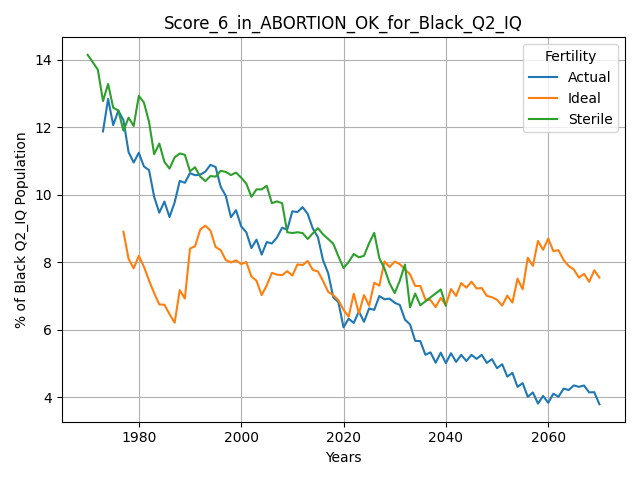 Score_6_in_ABORTION_OK_for_Black_Q2_IQ
Fertility
Actual
Ideal
Sterile
% of Black Q2_IQ Population
14
12
10
8
6
4
1980
2000
2020
2040
2060
Years